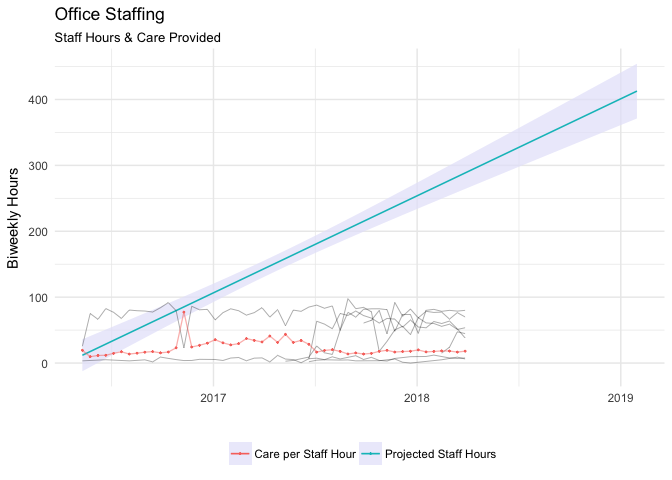 Office Staffing
Staff Hours & Care Provided
Biweekly Hours
400
300
200
100
0
2017 2018 2019
Care per Staff Hour Projected Staff Hours